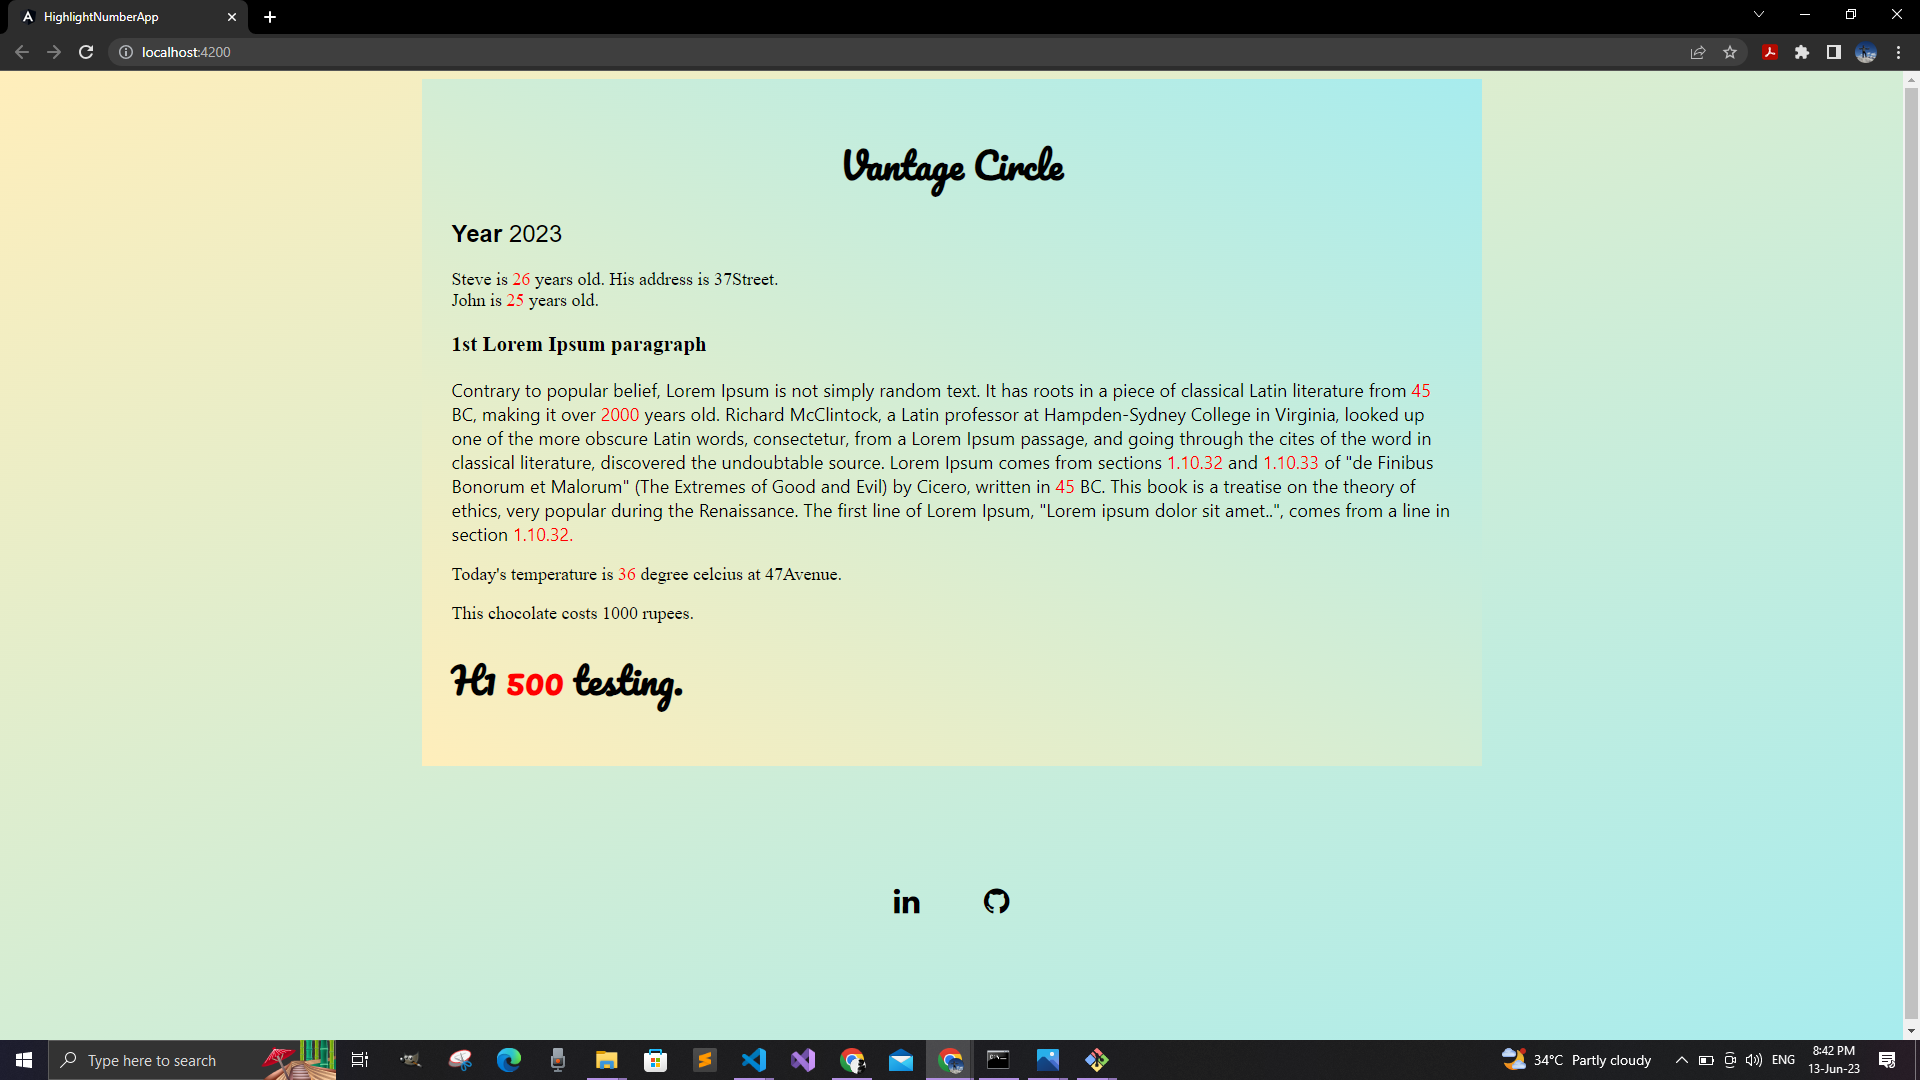 HighlightNumberApp
localhost:4200
Vantage Circle
Year 2023
Steve is 26 years old. His address is 37Street.
John is 25 years old.
1st Lorem Ipsum paragraph
Contrary to popular belief, Lorem Ipsum is not simply random text. It has roots in a piece of classical Latin literature from 45
BC, making it over 2000 years old. Richard McClintock, a Latin professor at Hampden-Sydney College in Virginia, looked up
one of the more obscure Latin words, consectetur, from a Lorem Ipsum passage, and going through the cites of the word in
classical literature, discovered the undoubtable source. Lorem Ipsum comes from sections 1.10.32 and 1.10.33 of "de Finibus
Bonorum et Malorum" (The Extremes of Good and Evil) by Cicero, written in 45 BC. This book is a treatise on the theory of
ethics, very popular during the Renaissance. The first line of Lorem Ipsum, "Lorem ipsum dolor sit amet..", comes from a line in
section 1.10.32.
Today's temperature is 36 degree celcius at 47Avenue.
This chocolate costs 1000 rupees.
H1 500 testing.
in
Type here to search
34°C Partly cloudy
ENG
8:42 PM
13-Jun-23